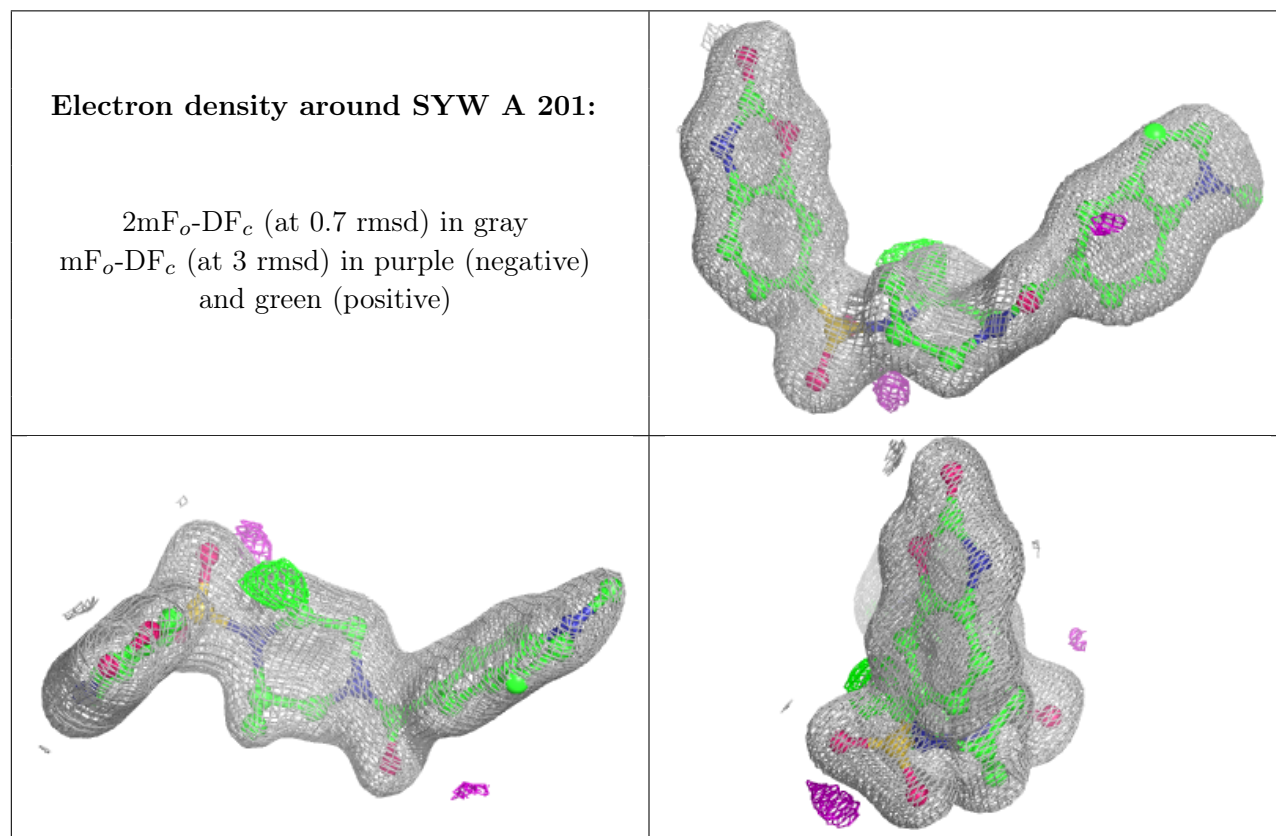 Electron density around SYW A 201:
2mFo-DFc (at 0.7 rmsd) in gray
mFo-DFc (at 3 rmsd) in purple (negative)
and green (positive)